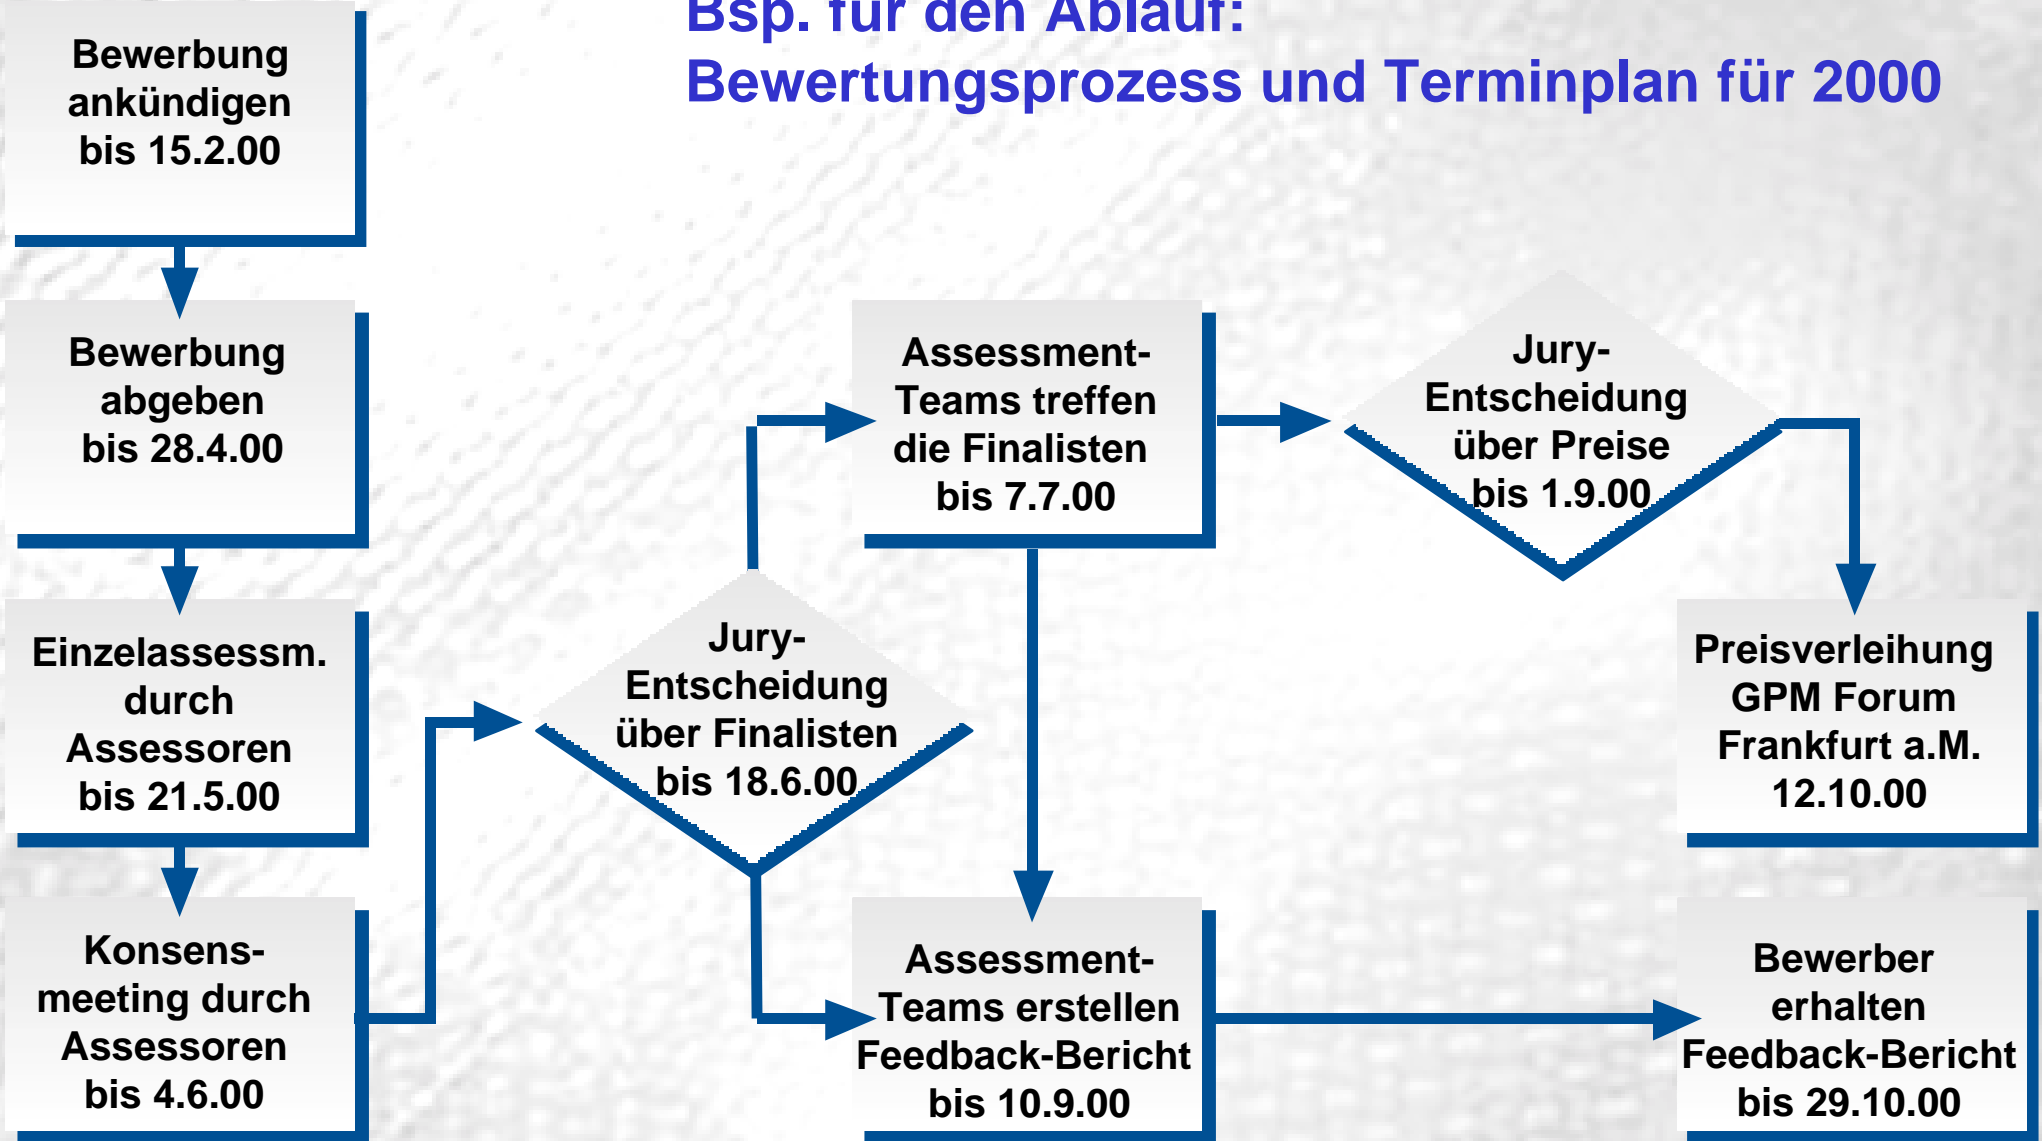 Bsp. für den Ablauf:
Bewertungsprozess und Terminplan für 2000
Bewerbung
ankündigen
bis 15.2.00
Bewerbung
abgeben
bis 28.4.00
Einzelassessm.
durch
Assessoren
bis 21.5.00
Konsens-
meeting durch
Assessoren
bis 4.6.00
Jury-
Entscheidung
über Finalisten
bis 18.6.00
Assessment-
Teams treffen
die Finalisten
bis 7.7.00
Assessment-
Teams erstellen
Feedback-Bericht
bis 10.9.00
Jury-
Entscheidung
über Preise
bis 1.9.00
Preisverleihung
GPM Forum
Frankfurt a.M.
12.10.00
Bewerber
erhalten
Feedback-Bericht
bis 29.10.00